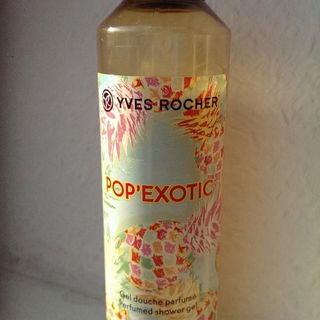 YVES ROCHER
POP'EXOTIC
Gel douche parfumé
Perfumed shower gel